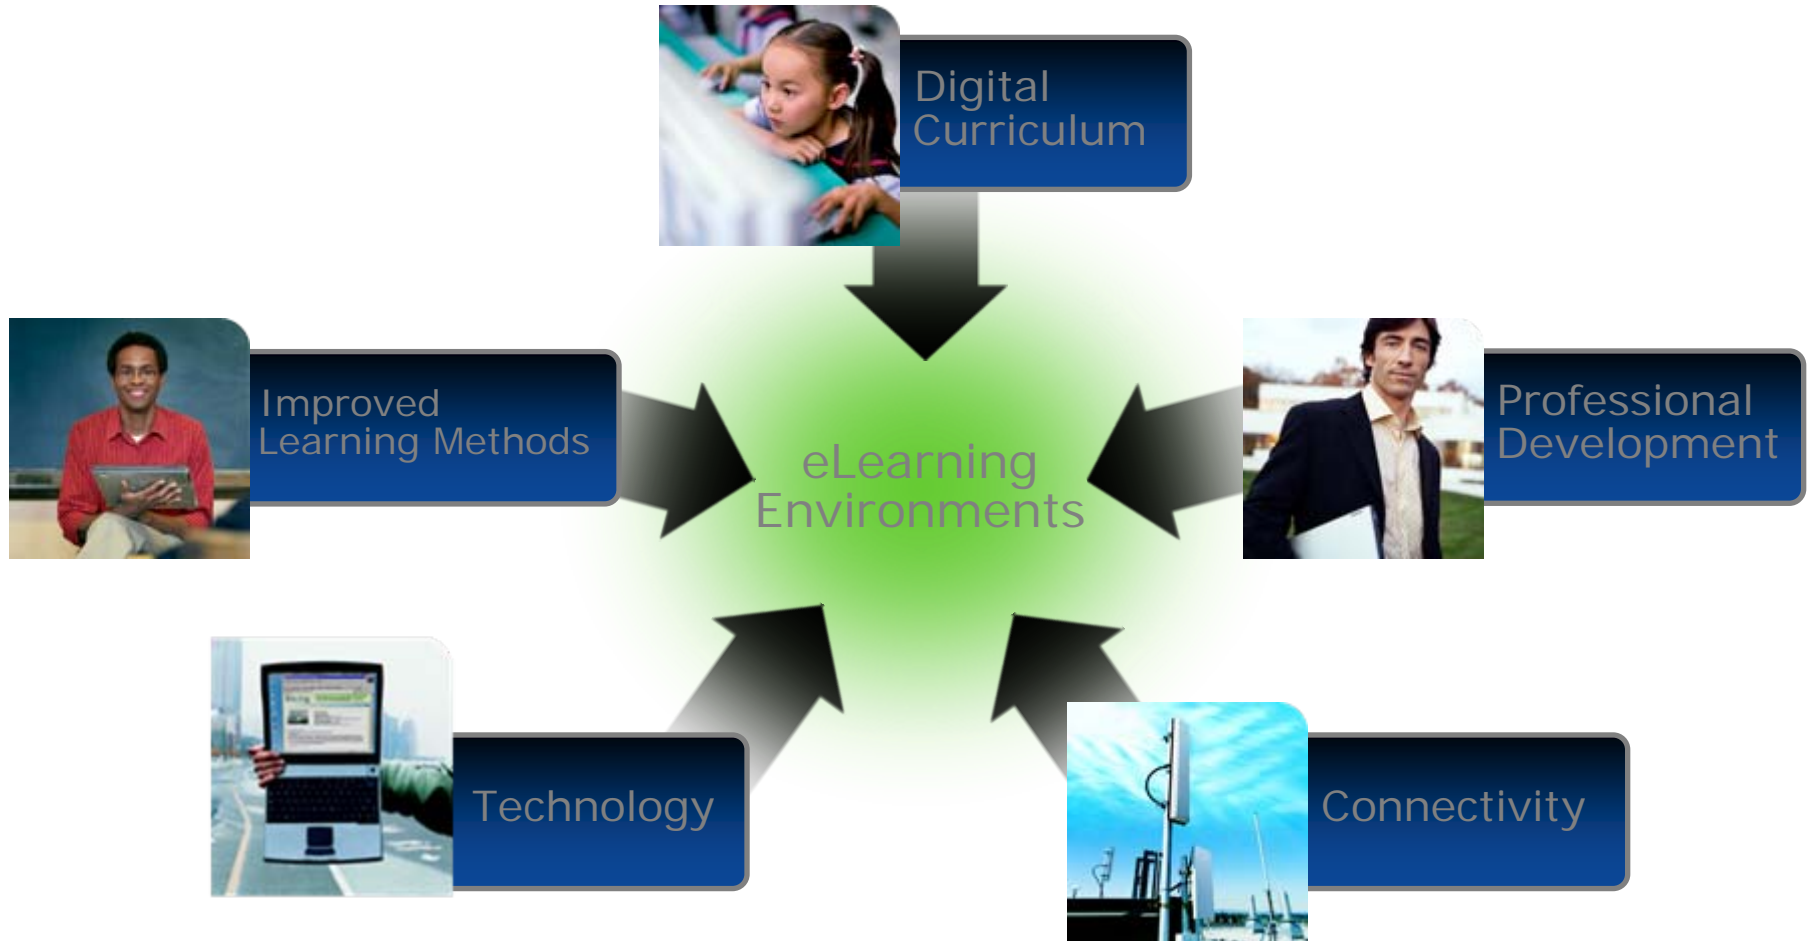 Digital
Curriculum
Improved
Learning Methods
Professional
Development
eLearning
Environments
Technology
Connectivity